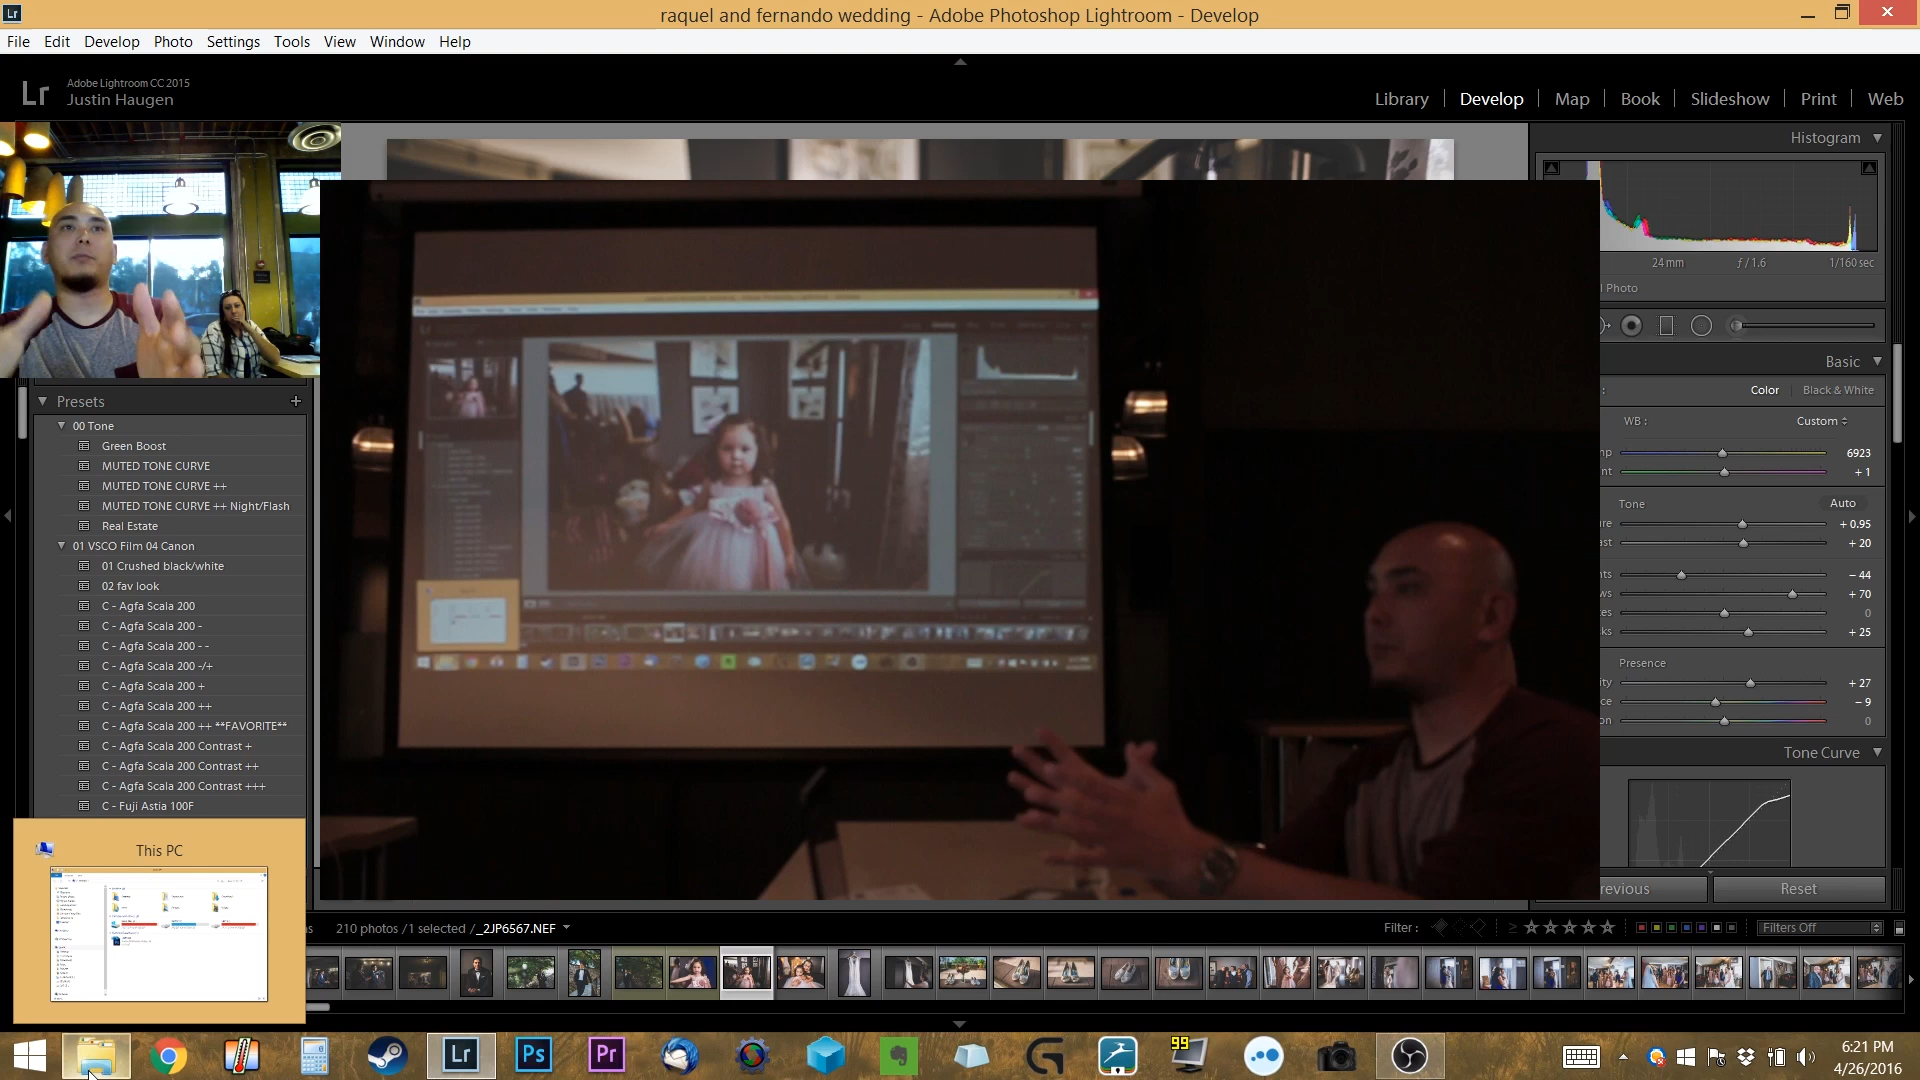 raquel and fernando wedding - Adobe Photoshop Lightroom - Develop
File Edit Develop Photo Settings Tools View Window Help
Lr Adobe Lightroom CC 2015
Justin Haugen
Library Develop Map Book Slideshow Print Web
Histogram
24 mm ƒ / 1.6 1/160 sec
Photo
Basic
Color Black & White
WB : Custom
6923
+ 1
Tone Auto
+ 0.95
+ 20
- 44
+ 70
0
+ 25
Presence
+ 27
- 9
0
Tone Curve
Reset
Presets +
00 Tone
Green Boost
MUTED TONE CURVE
MUTED TONE CURVE ++
MUTED TONE CURVE ++ Night/Flash
Real Estate
01 VSCO Film 04 Canon
01 Crushed black/white
02 fav look
C - Agfa Scala 200
C - Agfa Scala 200 -
C - Agfa Scala 200 - -
C - Agfa Scala 200 -/+
C - Agfa Scala 200 +
C - Agfa Scala 200 ++
C - Agfa Scala 200 ++ **FAVORITE**
C - Agfa Scala 200 Contrast +
C - Agfa Scala 200 Contrast ++
C - Agfa Scala 200 Contrast +++
C - Fuji Astia 100F
This PC
210 photos / 1 selected / _2JP6567.NEF
Filter : Filters Off
Lr Ps Pr 99
6:21 PM
4/26/2016